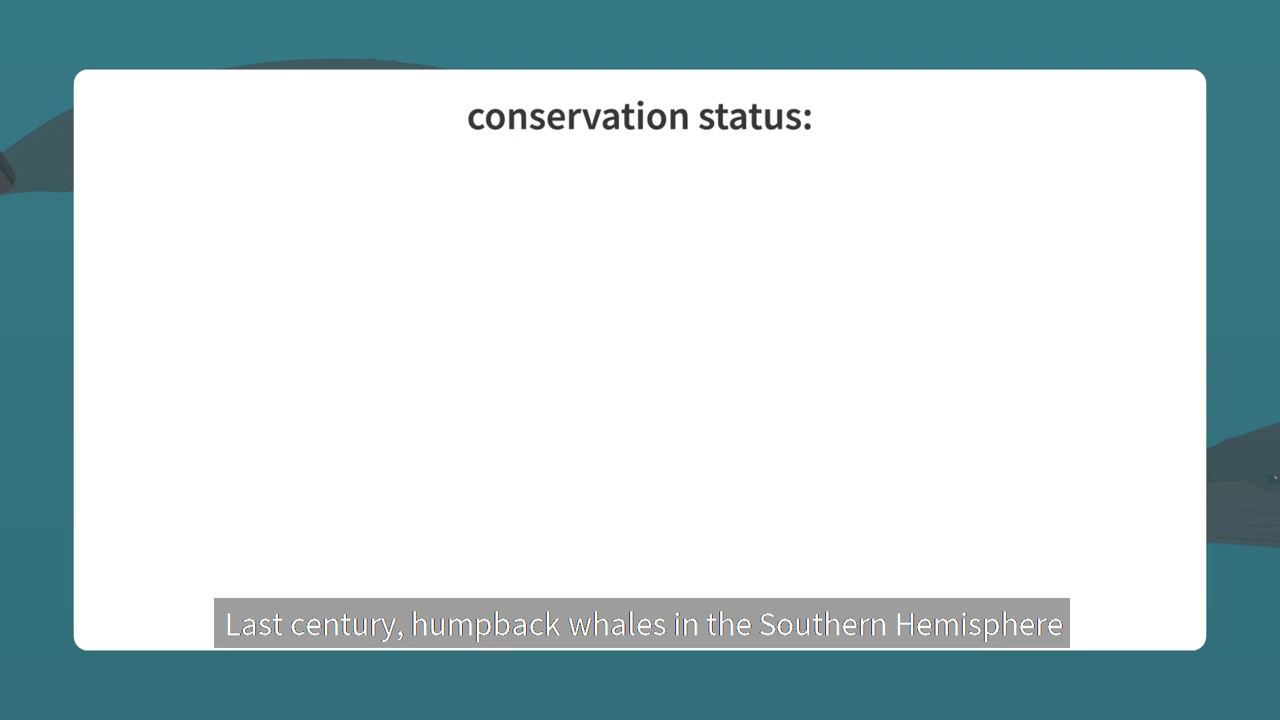 conservation status:
Last century, humpback whales in the Southern Hemisphere